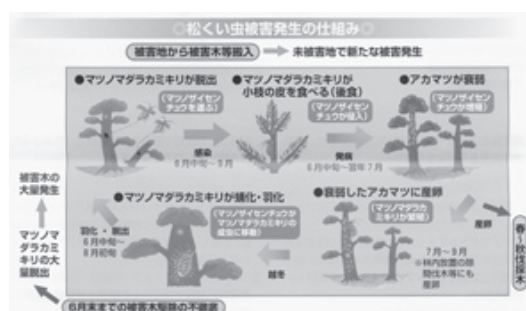 松くい虫被害発生の仕組み
被害地から被害木等搬入
未被害地で新たな被害発生
●マツノマダラカミキリが脱出
(マツノザイセン
チュウを運ぶ)
感染
6月中旬〜9月
●マツノマダラカミキリが
小枝の皮を食べる(後食)
(マツノザイセン
チュウが侵入)
発病
6月中旬〜翌年7月
●アカマツが衰弱
(マツノザイセン
チュウが増殖)
産卵
7月〜9月
※林内放置の除
間伐木等にも
産卵
春・秋伐採木
●衰弱したアカマツに産卵
(マツノマダラカ
ミキリが繁殖)
越冬
●マツノマダラカミキリが蛹化・羽化
(マツノザイセンチュウが
マツノマダラカミキリの
成虫に移動)
羽化・脱出
6月中旬〜
8月初旬
被害木の
大量発生
マツノマ
ダラカミ
キリの大
量脱出
6月末までの被害木駆除の不徹底